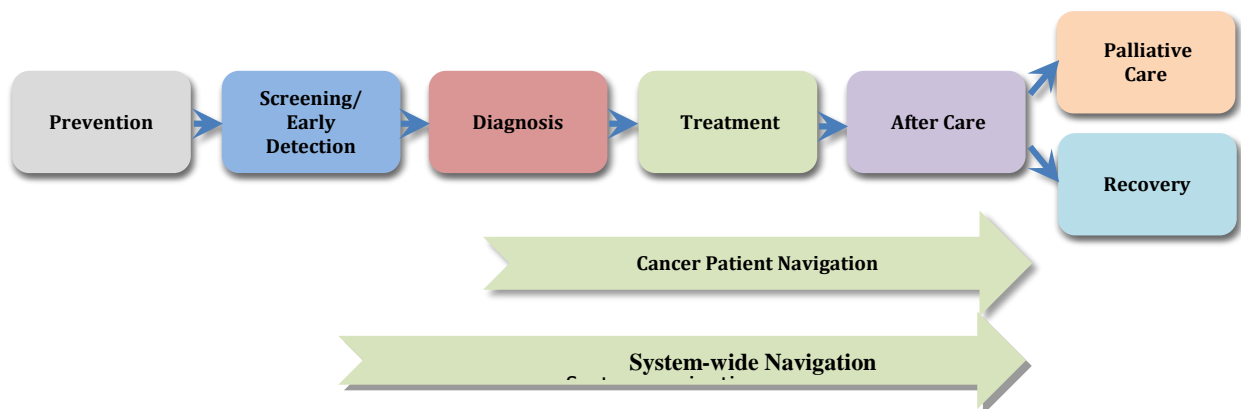 Palliative
Care
Prevention
Screening/
Early
Detection
Diagnosis
Treatment
After Care
Recovery
Cancer Patient Navigation
System-wide Navigation